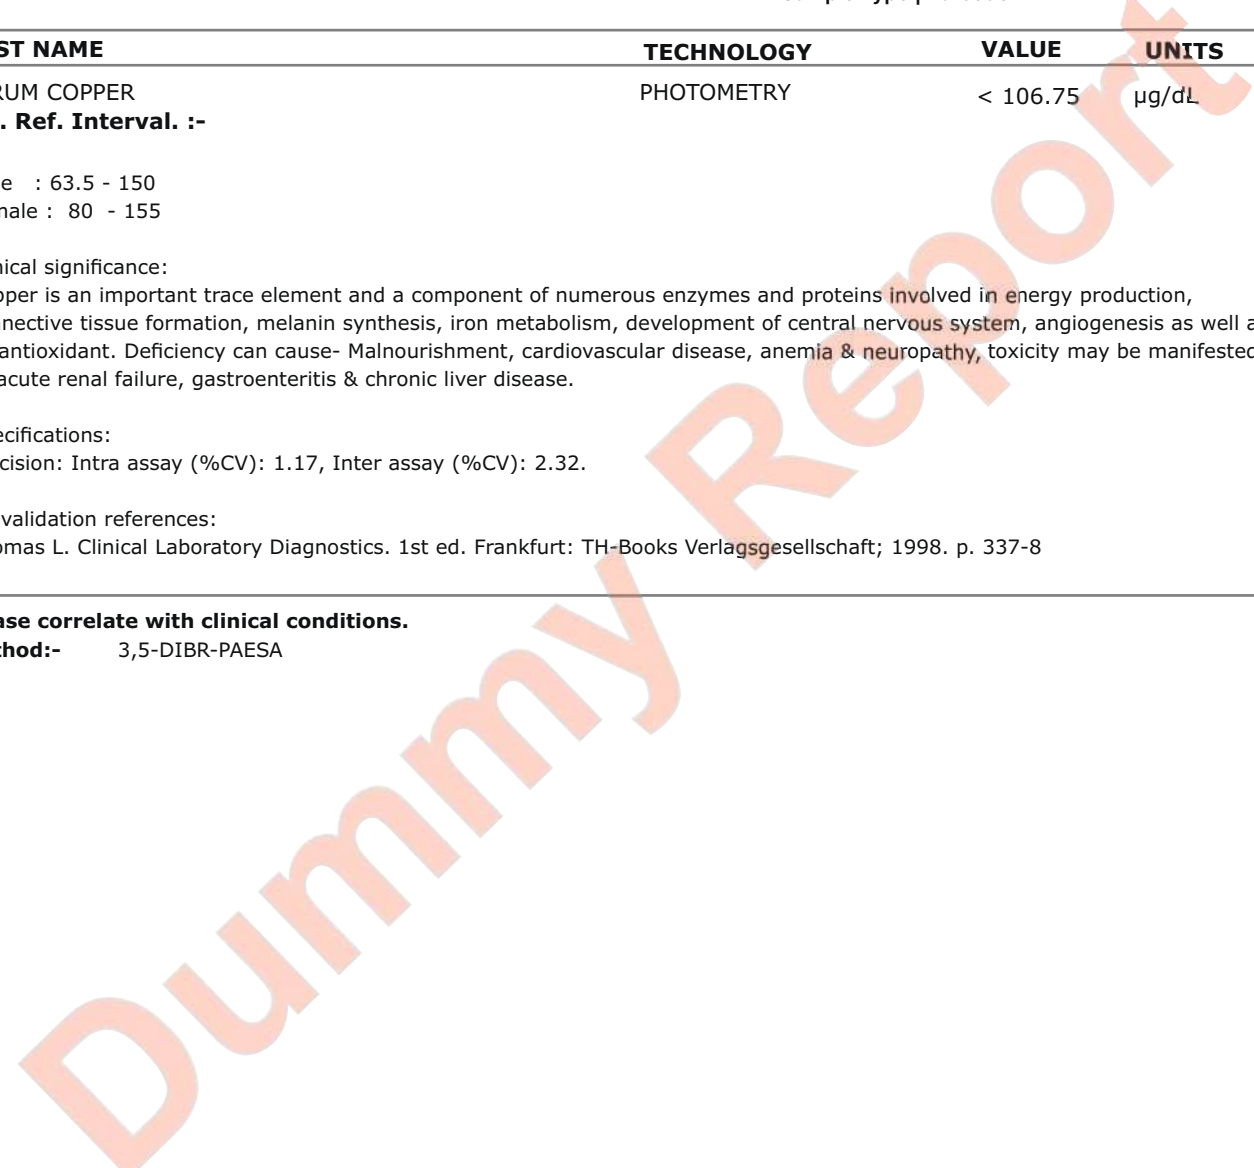 ST NAME TECHNOLOGY VALUE UNITS
RUM COPPER PHOTOMETRY < 106.75 µg/dL
. Ref. Interval. :-
e : 63.5 - 150
nale : 80 - 155
nical significance:
pper is an important trace element and a component of numerous enzymes and proteins involved in energy production,
nnective tissue formation, melanin synthesis, iron metabolism, development of central nervous system, angiogenesis as well a
antioxidant. Deficiency can cause- Malnourishment, cardiovascular disease, anemia & neuropathy, toxicity may be manifested
acute renal failure, gastroenteritis & chronic liver disease.
ecifications:
cision: Intra assay (%CV): 1.17, Inter assay (%CV): 2.32.
validation references:
omas L. Clinical Laboratory Diagnostics. 1st ed. Frankfurt: TH-Books Verlagsgesellschaft; 1998. p. 337-8
ase correlate with clinical conditions.
thod:- 3,5-DIBR-PAESA
Dummy Report